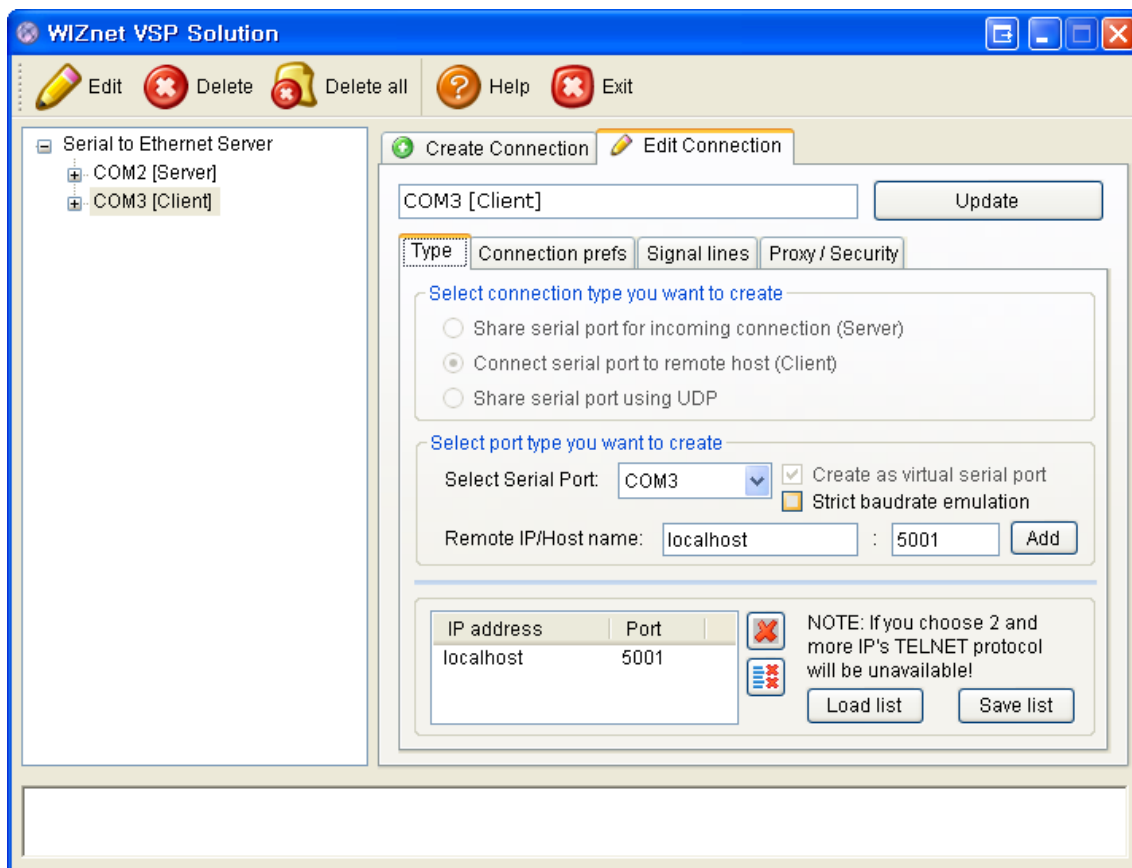 WIZnet VSP Solution
Edit Delete Delete all Help Exit
Serial to Ethernet Server
COM2 [Server]
COM3 [Client]
Create Connection Edit Connection
COM3 [Client] Update
Type Connection prefs Signal lines Proxy / Security
Select connection type you want to create
Share serial port for incoming connection (Server)
Connect serial port to remote host (Client)
Share serial port using UDP
Select port type you want to create
Select Serial Port: COM3 Create as virtual serial port
Strict baudrate emulation
Remote IP/Host name: localhost : 5001 Add
IP address Port
localhost 5001
NOTE: If you choose 2 and
more IP's TELNET protocol
will be unavailable!
Load list Save list